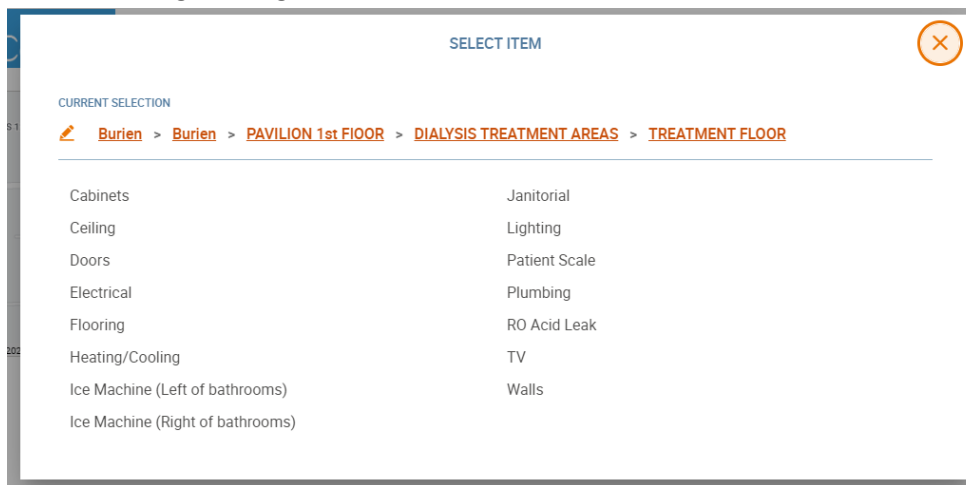 SELECT ITEM
CURRENT SELECTION
Burien > Burien > PAVILION 1st FlOOR > DIALYSIS TREATMENT AREAS > TREATMENT FLOOR
Cabinets
Ceiling
Doors
Electrical
Flooring
Heating/Cooling
Ice Machine (Left of bathrooms)
Ice Machine (Right of bathrooms)
Janitorial
Lighting
Patient Scale
Plumbing
RO Acid Leak
TV
Walls